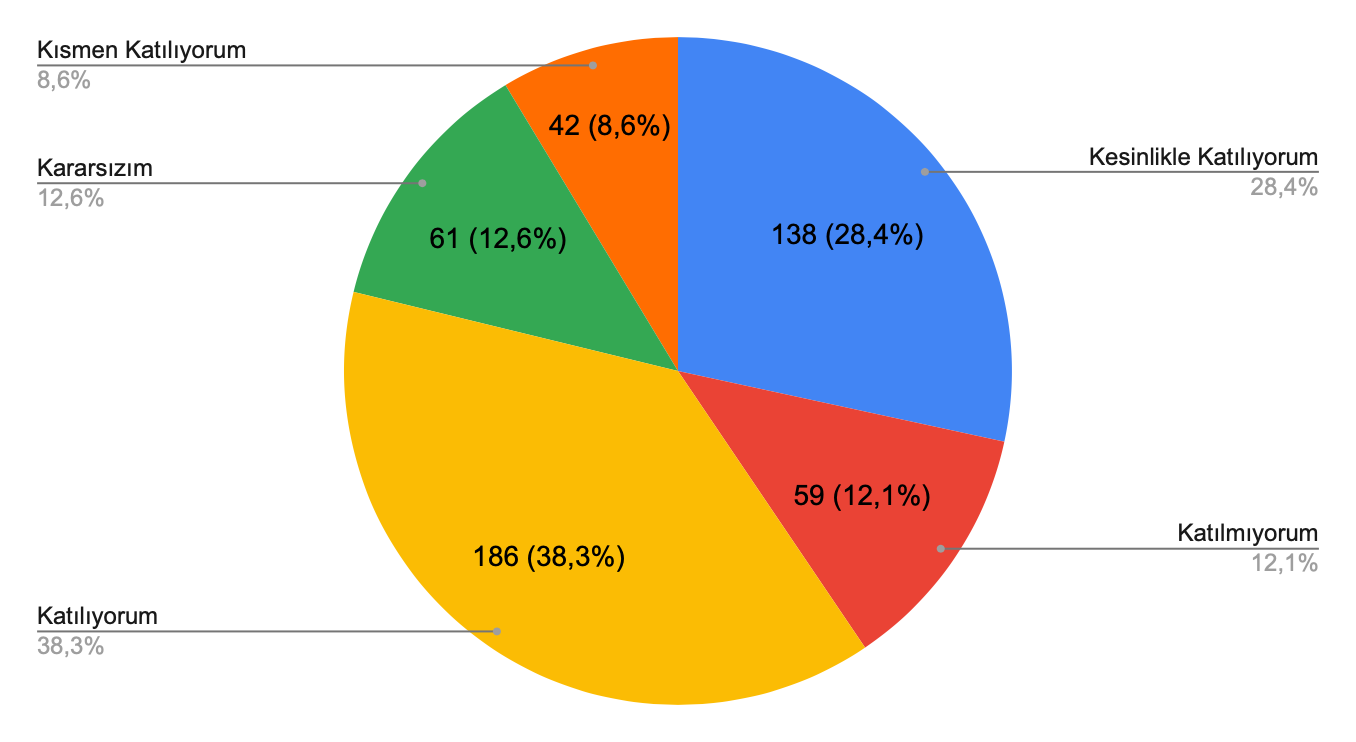 Kısmen Katılıyorum
8,6%
Kararsızım
12,6%
Katılıyorum
38,3%
42 (8,6%)
61 (12,6%)
138 (28,4%)
59 (12,1%)
186 (38,3%)
Kesinlikle Katılıyorum
28,4%
Katılmıyorum
12,1%